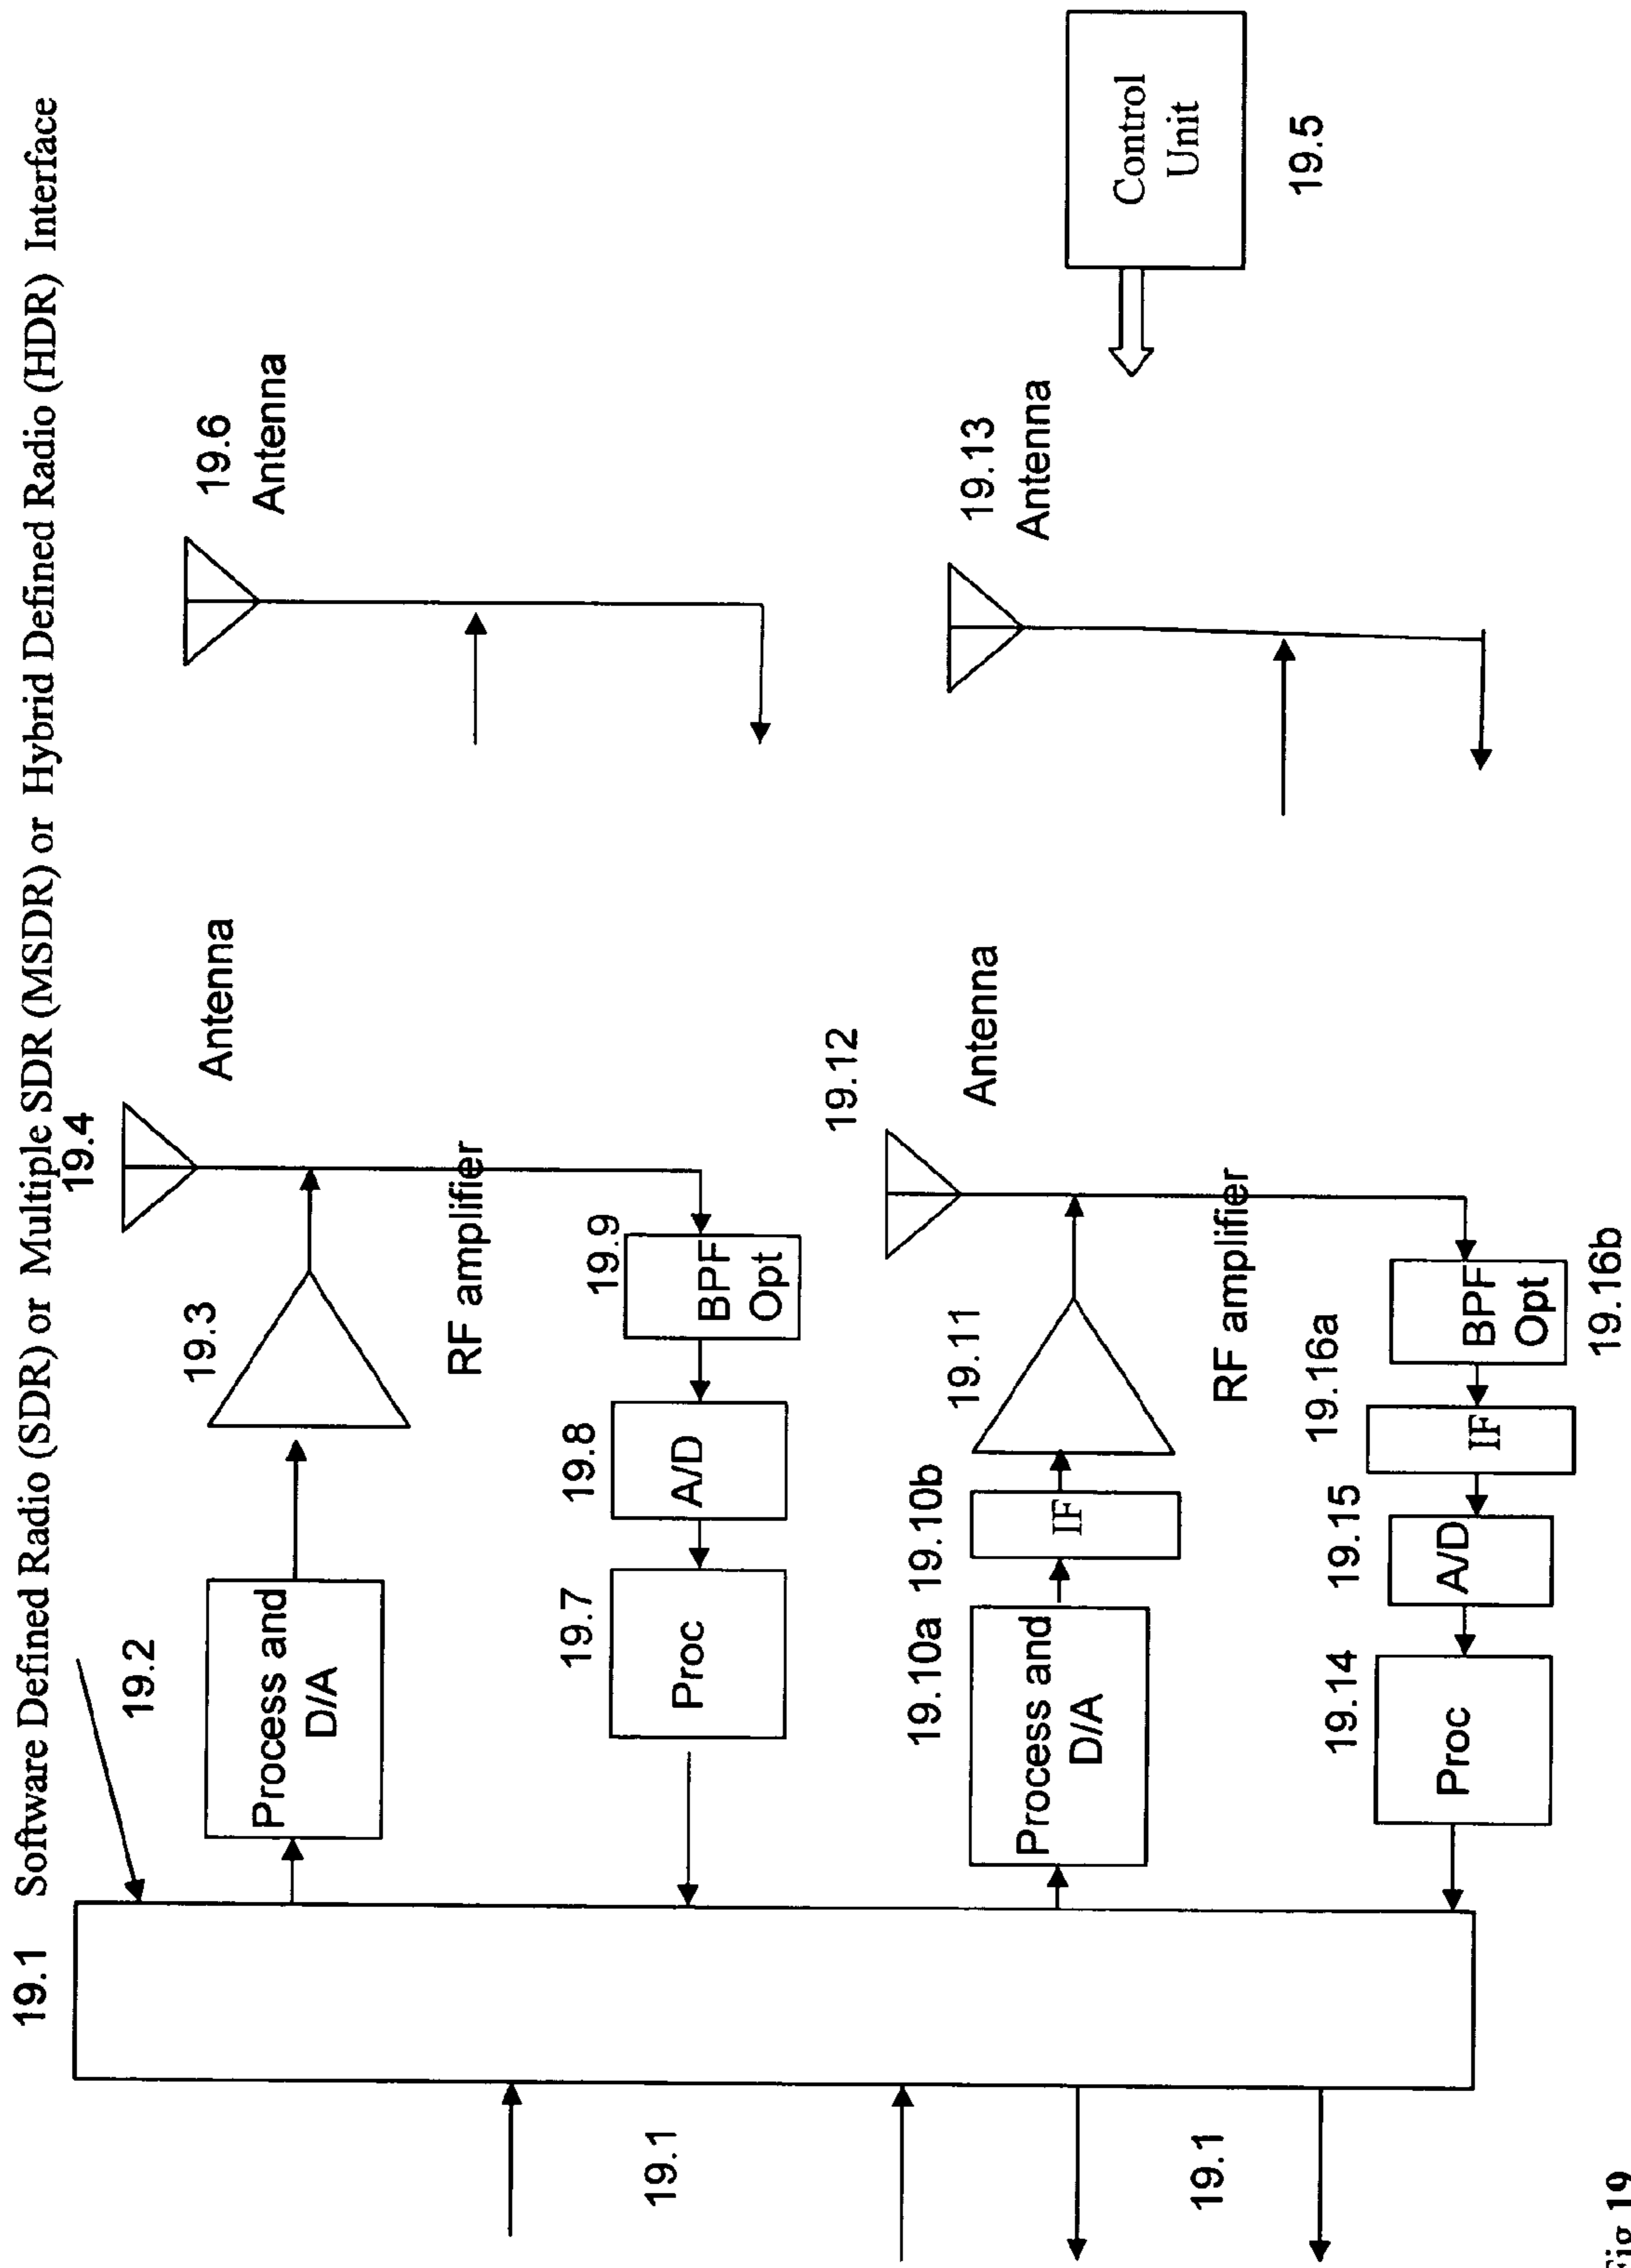 19.1 Software Defined Radio (SDR) or Multiple SDR (MSDR) or Hybrid Defined Radio (HDR) Interface
19.4
Antenna
19.6
Antenna
19.2
19.3
Process and
D/A
RF amplifier
19.7
19.8
19.9
Proc
A/D
BPF
Opt
19.1
19.12
Antenna
19.13
Antenna
19.10a
19.10b
19.11
Process and
D/A
IF
RF amplifier
Control
Unit
19.5
19.14
19.15
19.16a
Proc
A/D
IF
BPF
Opt
19.16b
19.1
Fig 19